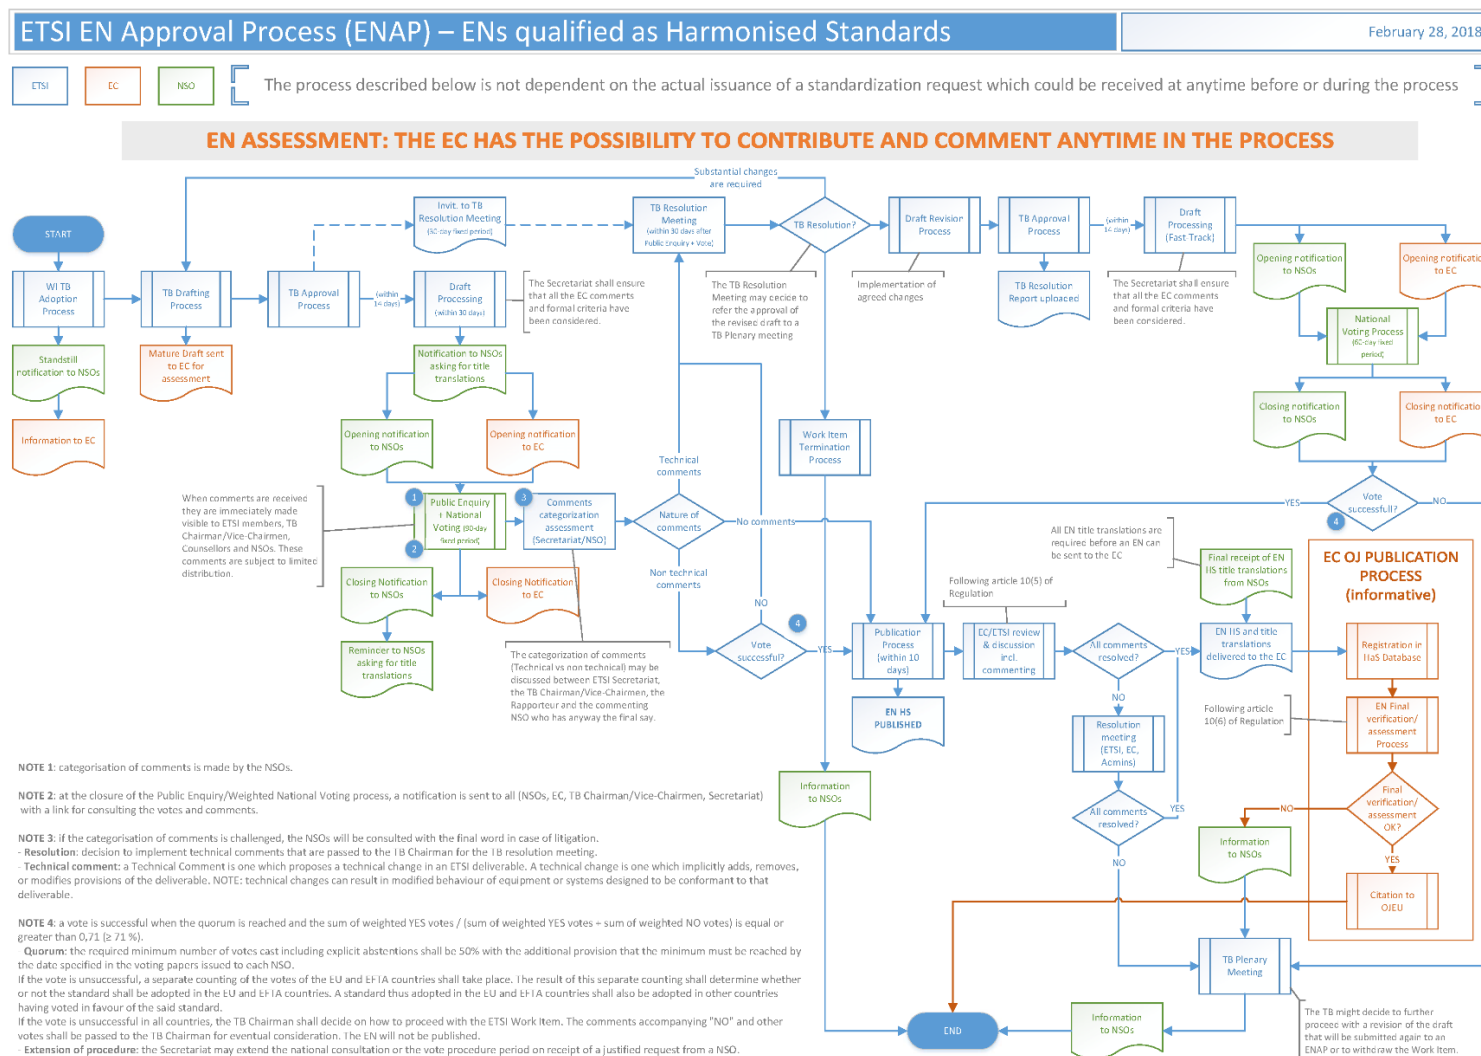 ETSI EN Approval Process (ENAP) – ENs qualified as Harmonised Standards
February 28, 2018
ETSI
EC
NSO
The process described below is not dependent on the actual issuance of a standardization request which could be received at anytime before or during the process
EN ASSESSMENT: THE EC HAS THE POSSIBILITY TO CONTRIBUTE AND COMMENT ANYTIME IN THE PROCESS
Substantial changes
are required
START
Invit. to TB
Resolution Meeting
(30-day fixed period)
TB Resolution
Meeting
(within 30 days after
Public Enquiry + Vote)
TB Resolution?
Draft Revision
Process
TB Approval
Process
(within
14 days)
Draft
Processing
(Fast Track)
Opening notification
to NSOs
Opening notificatio
to EC
WI TB
Adoption
Process
TB Drafting
Process
TB Approval
Process
(within
14 days)
Draft
Processing
(within 30 days)
The Secretariat shall ensure
that all the EC comments
and formal criteria have
been considered.
The TB Resolution
Meeting may decide to
refer the approval of
the revised draft to a
TB Plenary meeting
Implementation of
agreed changes
TB Resolution
Report uploaded
The Secretariat shall ensure
that all the EC comments
and formal criteria have
been considered.
National
Voting Process
(60-day fixed
period)
Standstill
notification to NSOs
Mature Draft sent
to EC for
assessment
Notification to NSOs
asking for title
translations
Closing notification
to NSOs
Closing notificatio
to EC
Information to EC
Opening notification
to NSOs
Opening notification
to EC
Work Item
Termination
Process
Technical
comments
YES
Vote
successfull?
NO
4
When comments are received
they are immediately made
visible to ETSI members, TB
Chairman/Vice-Chairmen,
Counsellors and NSOs. These
comments are subject to limited
distribution.
1
Public Enquiry
+ National
Voting (90-day
fixed period)
2
3
Comments
categorization
assessment
(Secretariat/NSO)
Nature of
comments
No comments
All EN title translations are
required before an EN can
be sent to the EC
Final receipt of EN
HS title translations
from NSOs
EC OJ PUBLICATION
PROCESS
(informative)
Closing Notification
to NSOs
Closing Notification
to EC
Non technical
comments
NO
Following article 10(5) of
Regulation
Reminder to NSOs
asking for title
translations
The categorization of comments
(Technical vs non technical) may be
discussed between ETSI Secretariat,
the TB Chairman/Vice-Chairmen, the
Rapporteur and the commenting
NSO who has anyway the final say.
Vote
successful?
4
YES
Publication
Process
(within 10
days)
EC/ETSI review
& discussion
incl.
commenting
All comments
resolved?
YES
EN HS and title
translations
delivered to the EC
Registration in
HaS Database
EN HS
PUBLISHED
NO
Resolution
meeting
(ETSI, EC,
Admins)
Following article
10(6) of Regulation
EN Final
verification/
assessment
Process
All comments
resolved?
YES
NO
Final
verification/
assessment
OK?
NO
YES
Information
to NSOs
Information
to NSOs
Citation to
OJEU
TB Plenary
Meeting
The TB might decide to further
proceed with a revision of the draft
that will be submitted again to an
ENAP or to withdraw the Work Item.
Information
to NSOs
END
NOTE 1: categorisation of comments is made by the NSOs.
NOTE 2: at the closure of the Public Enquiry/Weighted National Voting process, a notification is sent to all (NSOs, EC, TB Chairman/Vice-Chairmen, Secretariat)
with a link for consulting the votes and comments.
NOTE 3: if the categorisation of comments is challenged, the NSOs will be consulted with the final word in case of litigation.
- Resolution: decision to implement technical comments that are passed to the TB Chairman for the TB resolution meeting.
- Technical comment: a Technical Comment is one which proposes a technical change in an ETSI deliverable. A technical change is one which implicitly adds, removes,
or modifies provisions of the deliverable. NOTE: technical changes can result in modified behaviour of equipment or systems designed to be conformant to that
deliverable.
NOTE 4: a vote is successful when the quorum is reached and the sum of weighted YES votes / (sum of weighted YES votes + sum of weighted NO votes) is equal or
greater than 0,71 (≥ 71 %).
- Quorum: the required minimum number of votes cast including explicit abstentions shall be 50% with the additional provision that the minimum must be reached by
the date specified in the voting papers issued to each NSO.
If the vote is unsuccessful, a separate counting of the votes of the EU and EFTA countries shall take place. The result of this separate counting shall determine whether
or not the standard shall be adopted in the EU and EFTA countries. A standard thus adopted in the EU and EFTA countries shall also be adopted in other countries
having voted in favour of the said standard.
If the vote is unsuccessful in all countries, the TB Chairman shall decide on how to proceed with the ETSI Work Item. The comments accompanying "NO" and other
votes shall be passed to the TB Chairman for eventual consideration. The EN will not be published.
- Extension of procedure: the Secretariat may extend the national consultation or the vote procedure period on receipt of a justified request from a NSO.